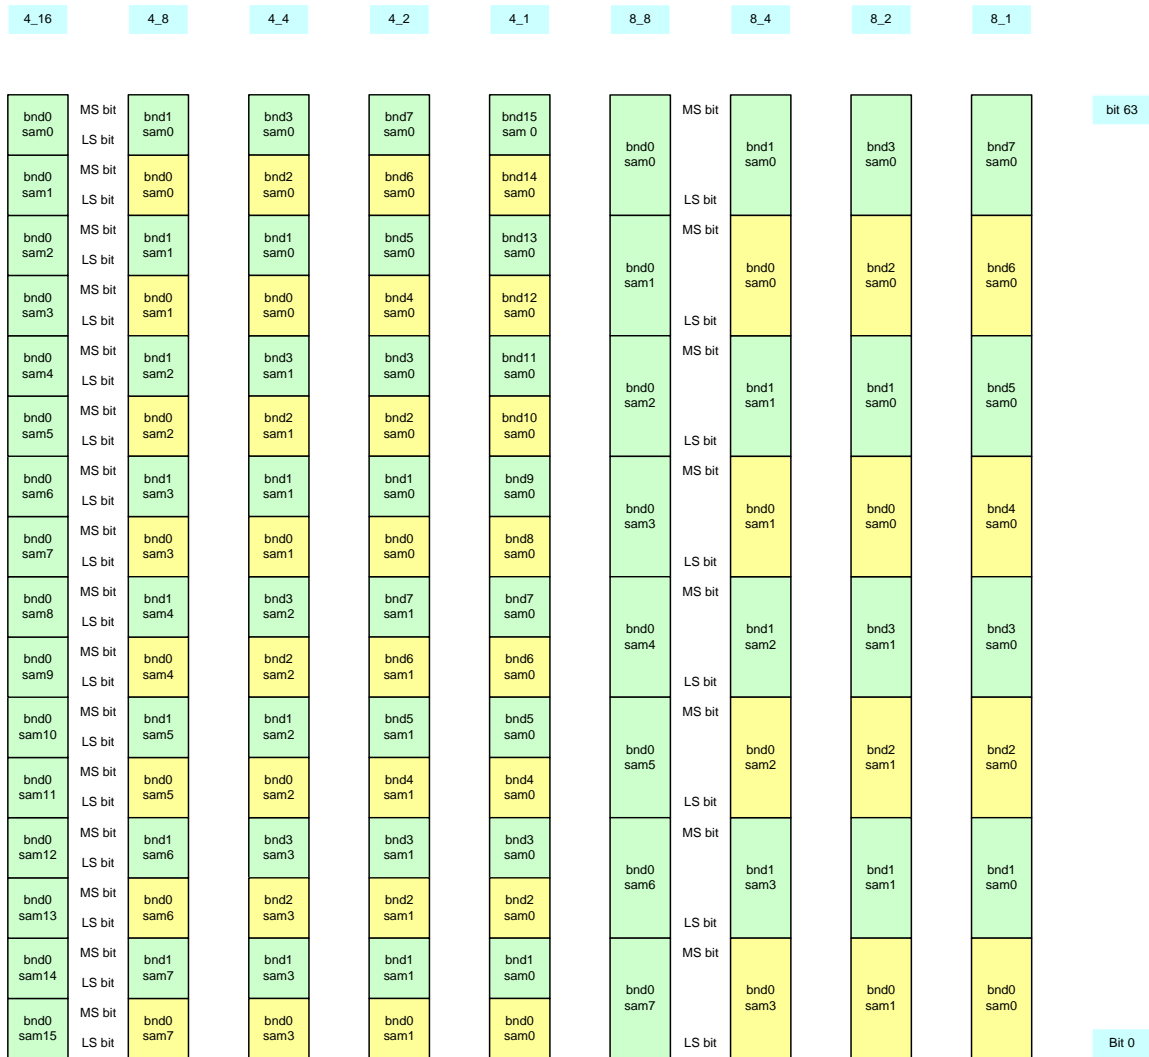 4_16
4_8
4_4
4_2
4_1
8_8
8_4
8_2
8_1
bnd0
sam0
bnd0
sam1
bnd0
sam2
bnd0
sam3
bnd0
sam4
bnd0
sam5
bnd0
sam6
bnd0
sam7
bnd0
sam8
bnd0
sam9
bnd0
sam10
bnd0
sam11
bnd0
sam12
bnd0
sam13
bnd0
sam14
bnd0
sam15
MS bit
LS bit
MS bit
LS bit
MS bit
LS bit
MS bit
LS bit
MS bit
LS bit
MS bit
LS bit
MS bit
LS bit
MS bit
LS bit
MS bit
LS bit
MS bit
LS bit
MS bit
LS bit
MS bit
LS bit
MS bit
LS bit
MS bit
LS bit
MS bit
LS bit
MS bit
LS bit
bnd1
sam0
bnd0
sam0
bnd1
sam1
bnd0
sam1
bnd1
sam2
bnd0
sam2
bnd1
sam3
bnd0
sam3
bnd1
sam4
bnd0
sam4
bnd1
sam5
bnd0
sam5
bnd1
sam6
bnd0
sam6
bnd1
sam7
bnd0
sam7
bnd3
sam0
bnd2
sam0
bnd1
sam0
bnd0
sam0
bnd3
sam1
bnd2
sam1
bnd1
sam1
bnd0
sam1
bnd3
sam2
bnd2
sam2
bnd1
sam2
bnd0
sam2
bnd3
sam3
bnd2
sam3
bnd1
sam3
bnd0
sam3
bnd7
sam0
bnd6
sam0
bnd5
sam0
bnd4
sam0
bnd3
sam0
bnd2
sam0
bnd1
sam0
bnd0
sam0
bnd7
sam1
bnd6
sam1
bnd5
sam1
bnd4
sam1
bnd3
sam1
bnd2
sam1
bnd1
sam1
bnd0
sam1
bnd15
sam 0
bnd14
sam0
bnd13
sam0
bnd12
sam0
bnd11
sam0
bnd10
sam0
bnd9
sam0
bnd8
sam0
bnd7
sam0
bnd6
sam0
bnd5
sam0
bnd4
sam0
bnd3
sam0
bnd2
sam0
bnd1
sam0
bnd0
sam0
bnd0
sam0
bnd0
sam1
bnd0
sam2
bnd0
sam3
bnd0
sam4
bnd0
sam5
bnd0
sam6
bnd0
sam7
MS bit
LS bit
MS bit
LS bit
MS bit
LS bit
MS bit
LS bit
MS bit
LS bit
MS bit
LS bit
MS bit
LS bit
MS bit
LS bit
bnd1
sam0
bnd0
sam0
bnd1
sam1
bnd0
sam1
bnd1
sam2
bnd0
sam2
bnd1
sam3
bnd0
sam3
bnd3
sam0
bnd2
sam0
bnd1
sam0
bnd0
sam0
bnd3
sam1
bnd2
sam1
bnd1
sam1
bnd0
sam1
bnd7
sam0
bnd6
sam0
bnd5
sam0
bnd4
sam0
bnd3
sam0
bnd2
sam0
bnd1
sam0
bnd0
sam0
bit 63
Bit 0